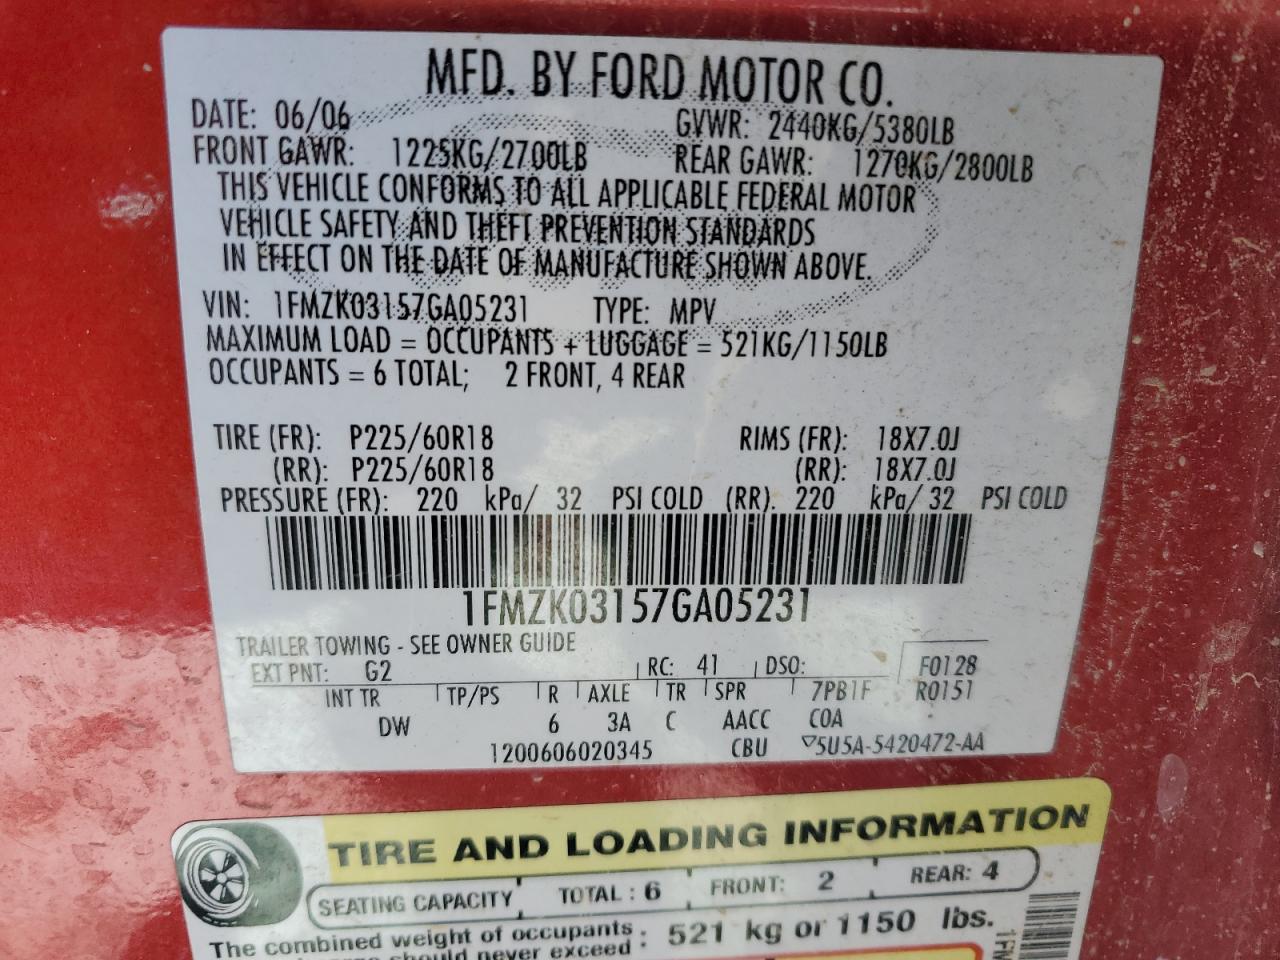 MFD. BY FORD MOTOR CO.
DATE: 06/06 GVWR: 2440KG/5380LB
FRONT GAWR: 1225KG/2700LB REAR GAWR: 1270KG/2800LB
THIS VEHICLE CONFORMS TO ALL APPLICABLE FEDERAL MOTOR
VEHICLE SAFETY AND THEFT PREVENTION STANDARDS
IN EFFECT ON THE DATE OF MANUFACTURE SHOWN ABOVE.
VIN: 1FMZK03157GA05231 TYPE: MPV
MAXIMUM LOAD = OCCUPANTS + LUGGAGE = 521KG/1150LB
OCCUPANTS = 6 TOTAL; 2 FRONT, 4 REAR
TIRE (FR): P225/60R18 RIMS (FR): 18X7.0J
(RR): P225/60R18 (RR): 18X7.0J
PRESSURE (FR): 220 kPa/ 32 PSI COLD (RR). 220 kPa/ 32 PSI COLD
1FMZK03157GA05231
TRAILER TOWING - SEE OWNER GUIDE
EXT PNT: G2 RC: 41 DSO: F0128
INT TR TP/PS R AXLE TR SPR 7PB1F R0151
DW 6 3A C AACC COA
1200606020345 CBU ▽5U5A-5420472-AA
TIRE AND LOADING INFORMATION
SEATING CAPACITY TOTAL : 6 FRONT: 2 REAR: 4
The combined weight of occupants : 521 kg or 1150 lbs.
should never exceed